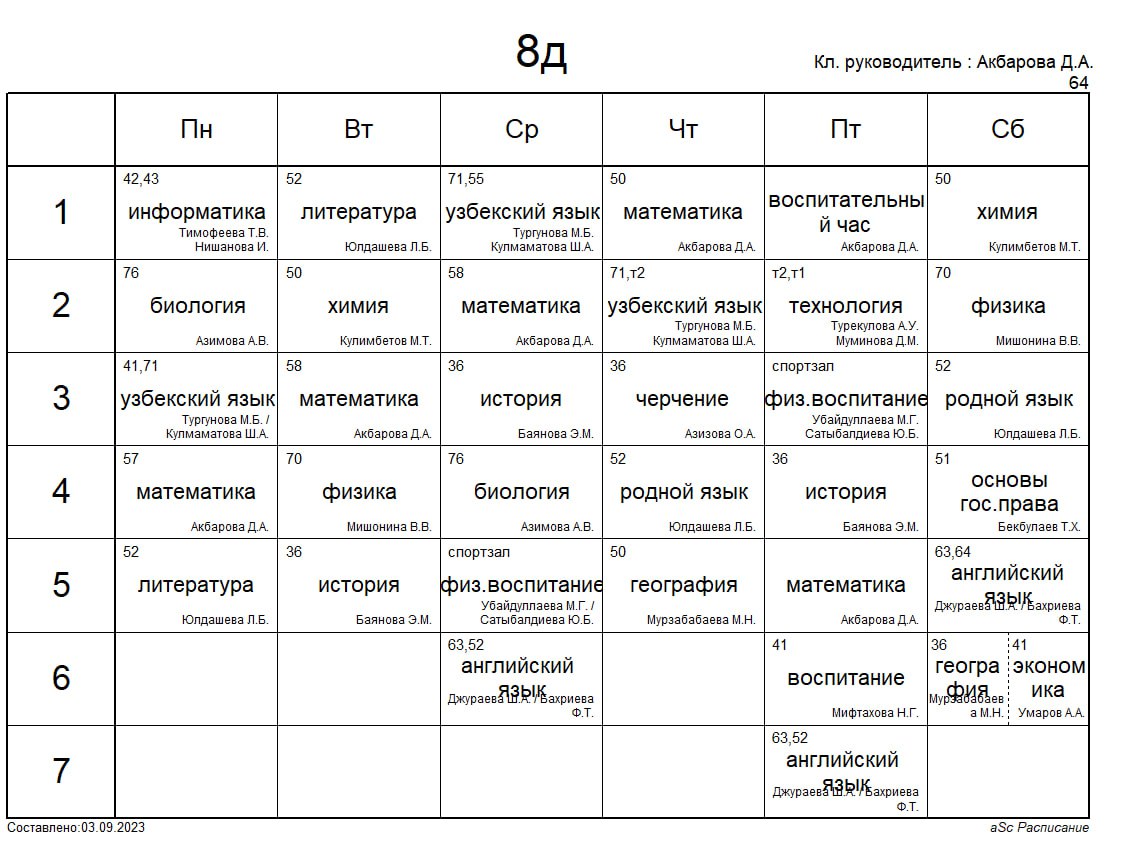 8д
Кл. руководитель : Акбарова Д.А.
64
Пн Вт Ср Чт Пт Сб
1
42,43
информатика
Тимофеева Т.В.
Нишанова И.
52
литература
Юлдашева Л.Б.
71,55
узбекский язык
Тургунова М.Б.
Кулмаматова Ш.А.
50
математика
Акбарова Д.А.
воспитательны
й час
Акбарова Д.А.
50
химия
Кулимбетов М.Т.
2
76
биология
Азимова А.В.
50
химия
Кулимбетов М.Т.
58
математика
Акбарова Д.А.
71,т2
узбекский язык
Тургунова М.Б.
Кулмаматова Ш.А.
т2,т1
технология
Турекулова А.У.
Муминова Д.М.
70
физика
Мишонина В.В.
3
41,71
узбекский язык
Тургунова М.Б. /
Кулмаматова Ш.А.
58
математика
Акбарова Д.А.
36
история
Баянова Э.М.
36
черчение
Азизова О.А.
спортзал
физ.воспитание
Убайдуллаева М.Г.
Сатыбалдиева Ю.Б.
52
родной язык
Юлдашева Л.Б.
4
57
математика
Акбарова Д.А.
70
физика
Мишонина В.В.
76
биология
Азимова А.В.
52
родной язык
Юлдашева Л.Б.
36
история
Баянова Э.М.
51
основы
гос.права
Бекбулаев Т.Х.
5
52
литература
Юлдашева Л.Б.
36
история
Баянова Э.М.
спортзал
физ.воспитание
Убайдуллаева М.Г. /
Сатыбалдиева Ю.Б.
50
география
Мурзабабаева М.Н.
математика
Акбарова Д.А.
63,64
английский
язык
Джураева Ш.А. / Бахриева
Ф.Т.
6
63,52
английский
язык
Джураева Ш.А. / Бахриева
Ф.Т.
41
воспитание
Мифтахова Н.Г.
36
геогра
фия
Мурзабабаев
а М.Н.
41
эконом
ика
Умаров А.А.
7
63,52
английский
язык
Джураева Ш.А. / Бахриева
Ф.Т.
Составлено:03.09.2023
aSc Расписание